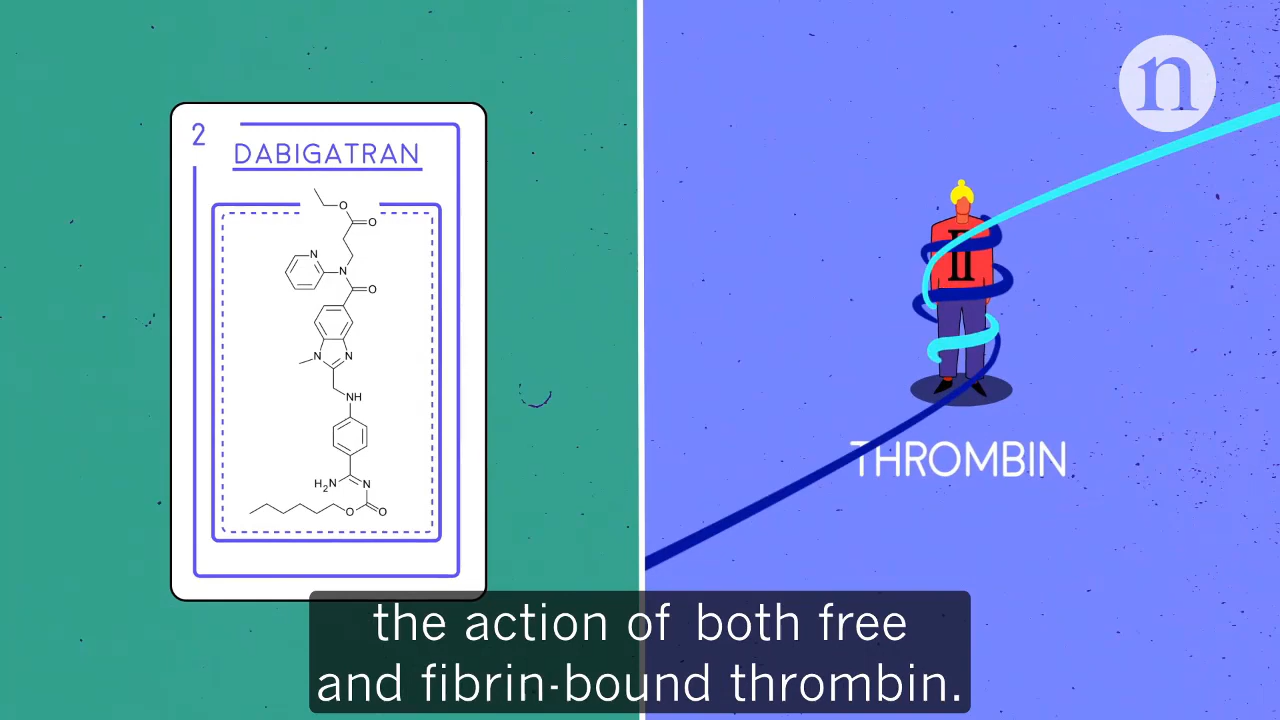 n
2
DABIGATRAN
O
O
N
N
O
N
N
NH
H2N
N
O
O
II
THROMBIN
the action of both free
and fibrin-bound thrombin.